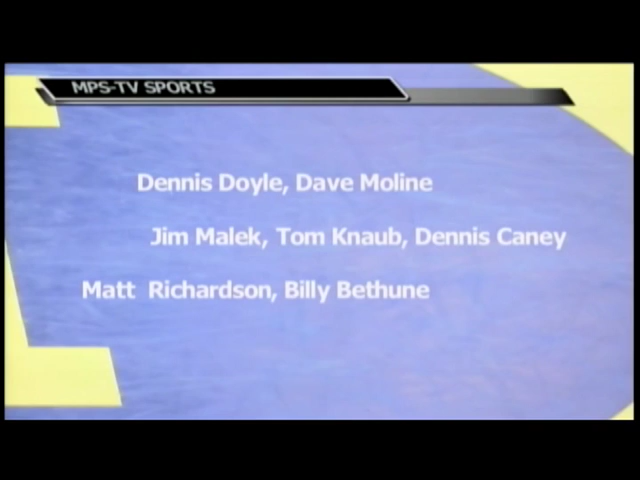 MPS-TV SPORTS
Dennis Doyle, Dave Moline
Jim Malek, Tom Knaub, Dennis Caney
Matt  Richardson, Billy Bethune